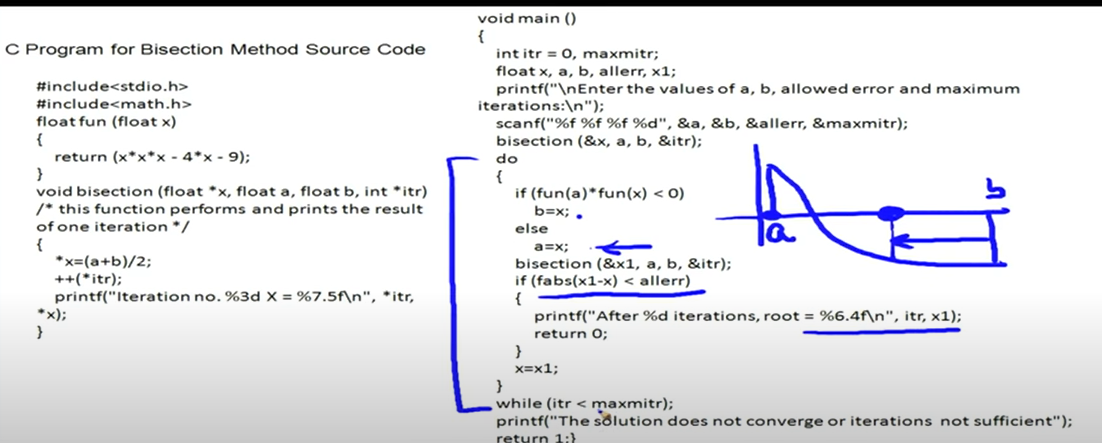 C Program for Bisection Method Source Code
#include<stdio.h>
#include<math.h>
float fun (float x)
{
return (x*x*x - 4*x - 9);
}
void bisection (float *x, float a, float b, int *itr)
/* this function performs and prints the result
of one iteration */
{
*x=(a+b)/2;
++(*itr);
printf("Iteration no. %3d X = %7.5f\n", *itr,
*x);
}
void main ()
{
int itr = 0, maxmitr;
float x, a, b, allerr, x1;
printf("\nEnter the values of a, b, allowed error and maximum
iterations:\n");
scanf("%f %f %f %d", &a, &b, &allerr, &maxmitr);
bisection (&x, a, b, &itr);
do
{
if (fun(a)*fun(x) < 0)
b=x;
else
a=x;
bisection (&x1, a, b, &itr);
if (fabs(x1-x) < allerr)
{
printf("After %d iterations, root = %6.4f\n", itr, x1);
return 0;
}
x=x1;
}
while (itr < maxmitr);
printf("The solution does not converge or iterations not sufficient");
return 1;}
a
b